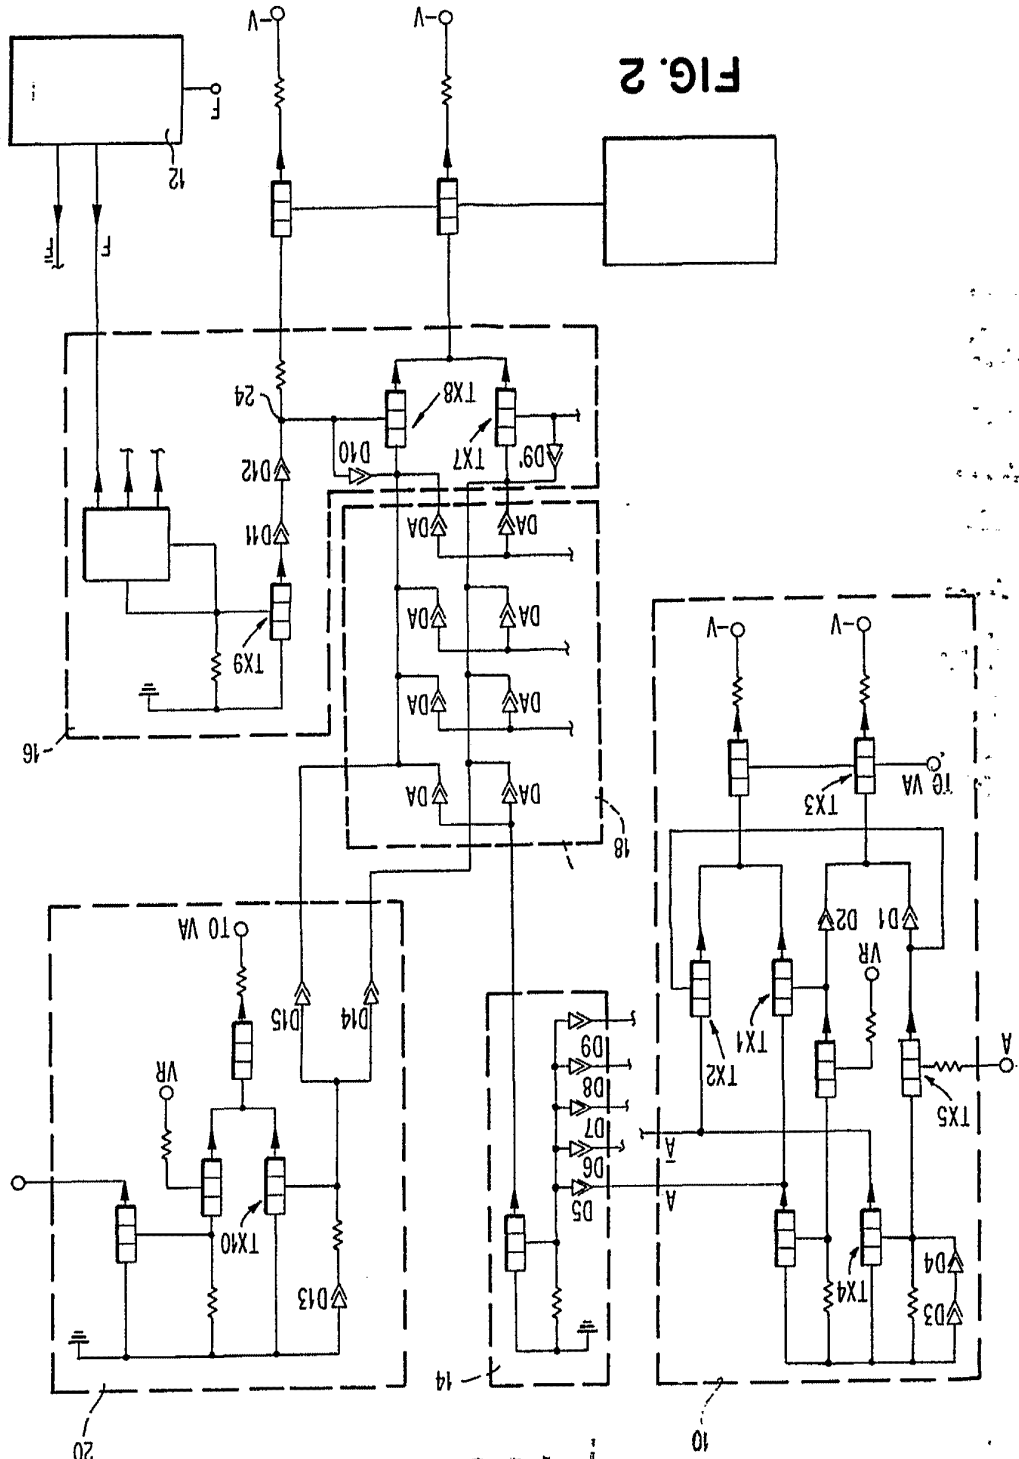 10
D3
D4
TX4
TX5
A
A
Ā
TX2
TX1
VR
D1
D2
TO VA
TX3
-V
-V
14
D5
D6
D7
D8
D9
20
D13
TX10
VR
D14
D15
TO VA
18
DA
DA
DA
DA
DA
DA
DA
DA
16
TX9
D11
D12
D9'
TX7
D10
TX8
24
F
F̄
12
F
-V
-V
FIG. 2